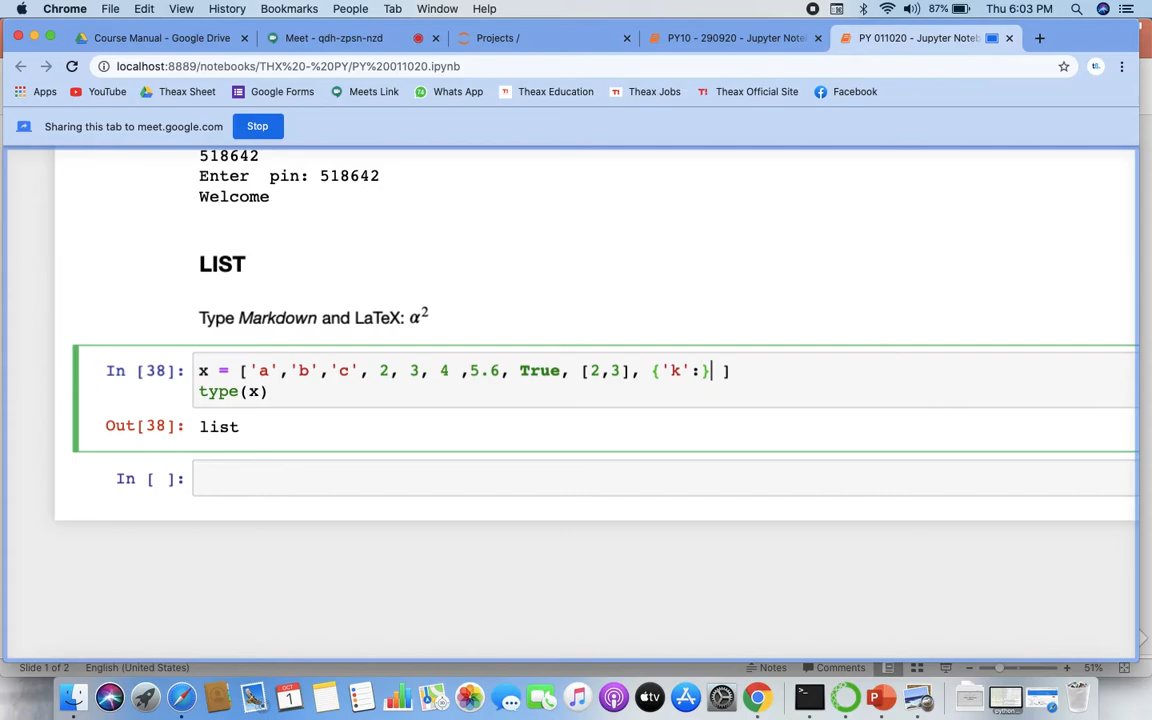 Chrome File Edit View History Bookmarks People Tab Window Help 87% Thu 6:03 PM
Course Manual - Google Drive Meet - qdh-zpsn-nzd Projects / PY10 - 290920 - Jupyter Note PY 011020 - Jupyter Noteb
localhost:8889/notebooks/THX%20-%20PY/PY%20011020.ipynb
Apps YouTube Theax Sheet Google Forms Meets Link Whats App Theax Education Theax Jobs Theax Official Site Facebook
Sharing this tab to meet.google.com Stop
518642
Enter  pin: 518642
Welcome
LIST
Type Markdown and LaTeX: α²
In [38]: x = ['a','b','c', 2, 3, 4 ,5.6, True, [2,3], {'k':} ]
type(x)
Out[38]: list
In [ ]:
Slide 1 of 2 English (United States) Notes Comments 51%
OCT
1
tv